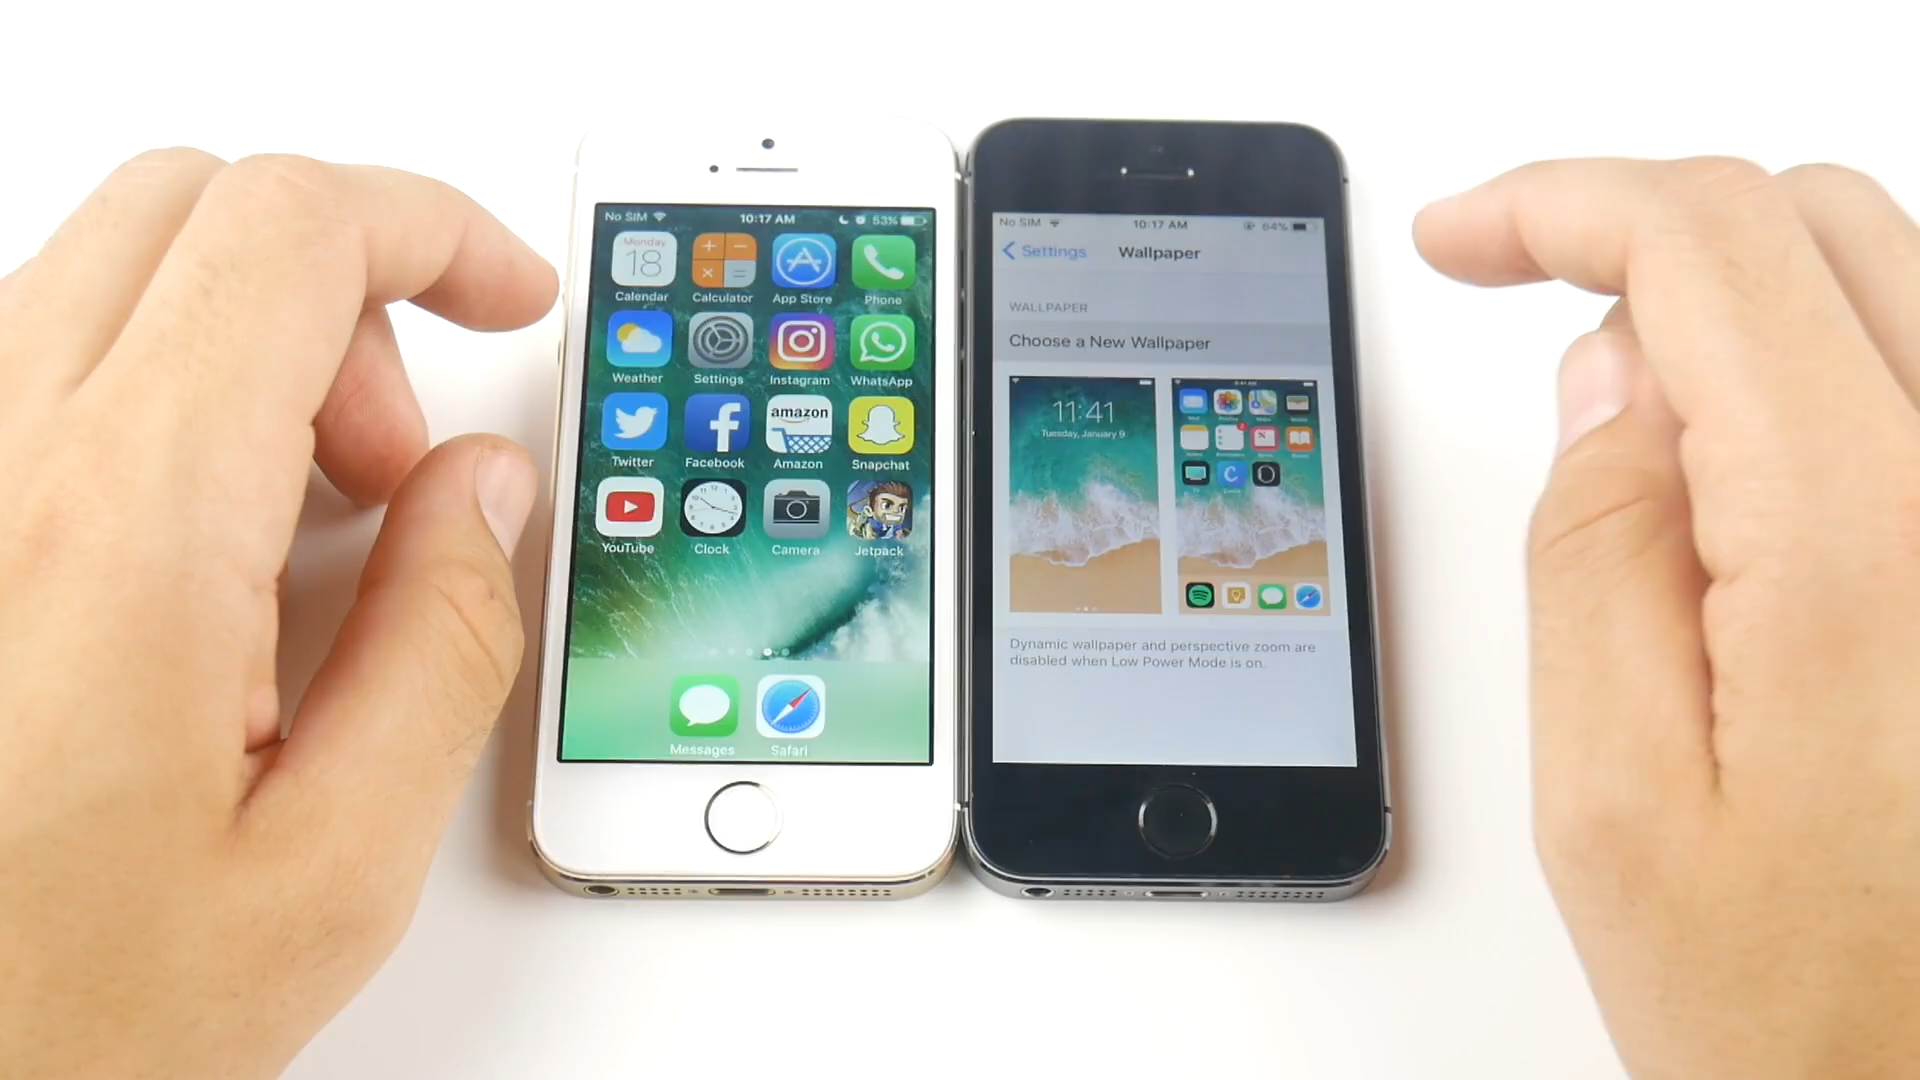 No SIM 10:17 AM 53%
Monday
18
Calendar Calculator App Store Phone
Weather Settings Instagram WhatsApp
amazon
Twitter Facebook Amazon Snapchat
YouTube Clock Camera Jetpack
Messages Safari
No SIM 10:17 AM 64%
Settings Wallpaper
WALLPAPER
Choose a New Wallpaper
11:41
Tuesday, January 9
Dynamic wallpaper and perspective zoom are
disabled when Low Power Mode is on.